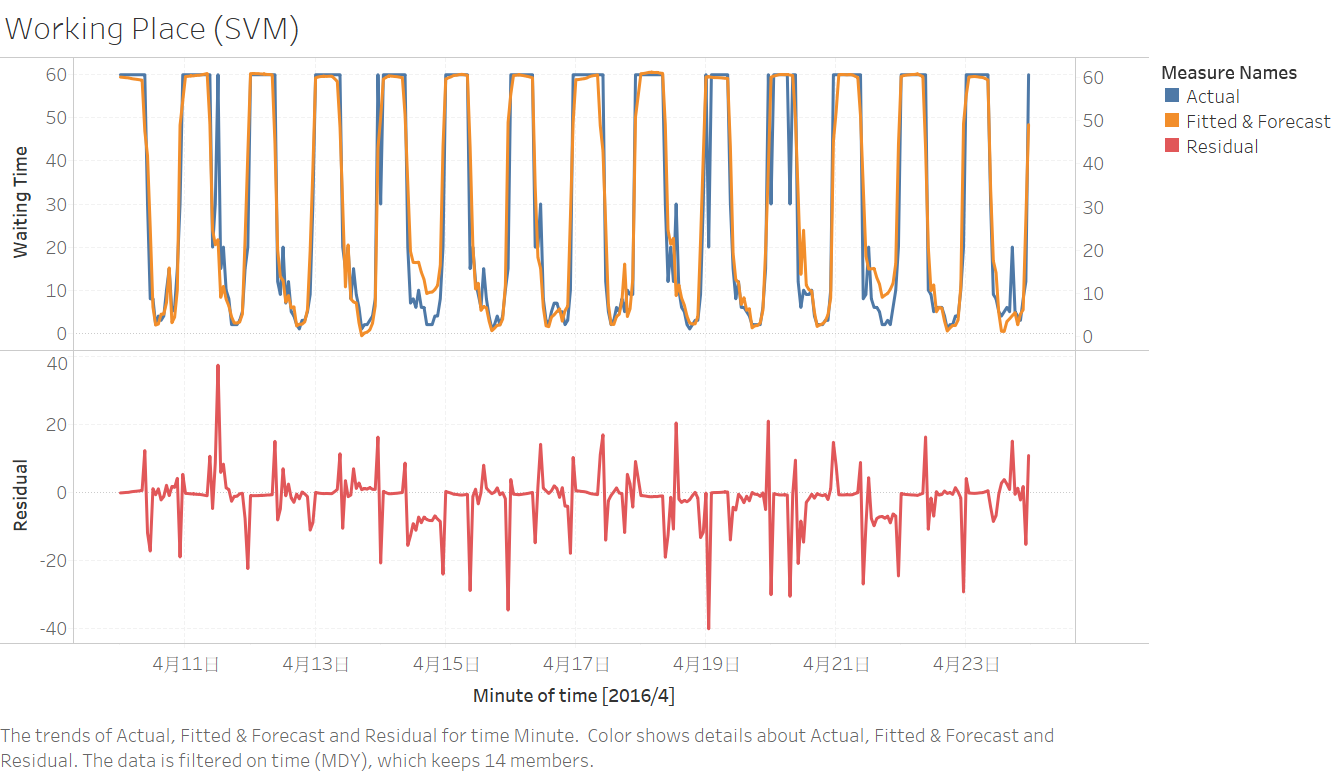 Working Place (SVM)
Measure Names
Actual
Fitted & Forecast
Residual
Waiting Time
60
50
40
30
20
10
0
60
50
40
30
20
10
0
Residual
40
20
0
-20
-40
4月11日 4月13日 4月15日 4月17日 4月19日 4月21日 4月23日
Minute of time [2016/4]
The trends of Actual, Fitted & Forecast and Residual for time Minute. Color shows details about Actual, Fitted & Forecast and
Residual. The data is filtered on time (MDY), which keeps 14 members.